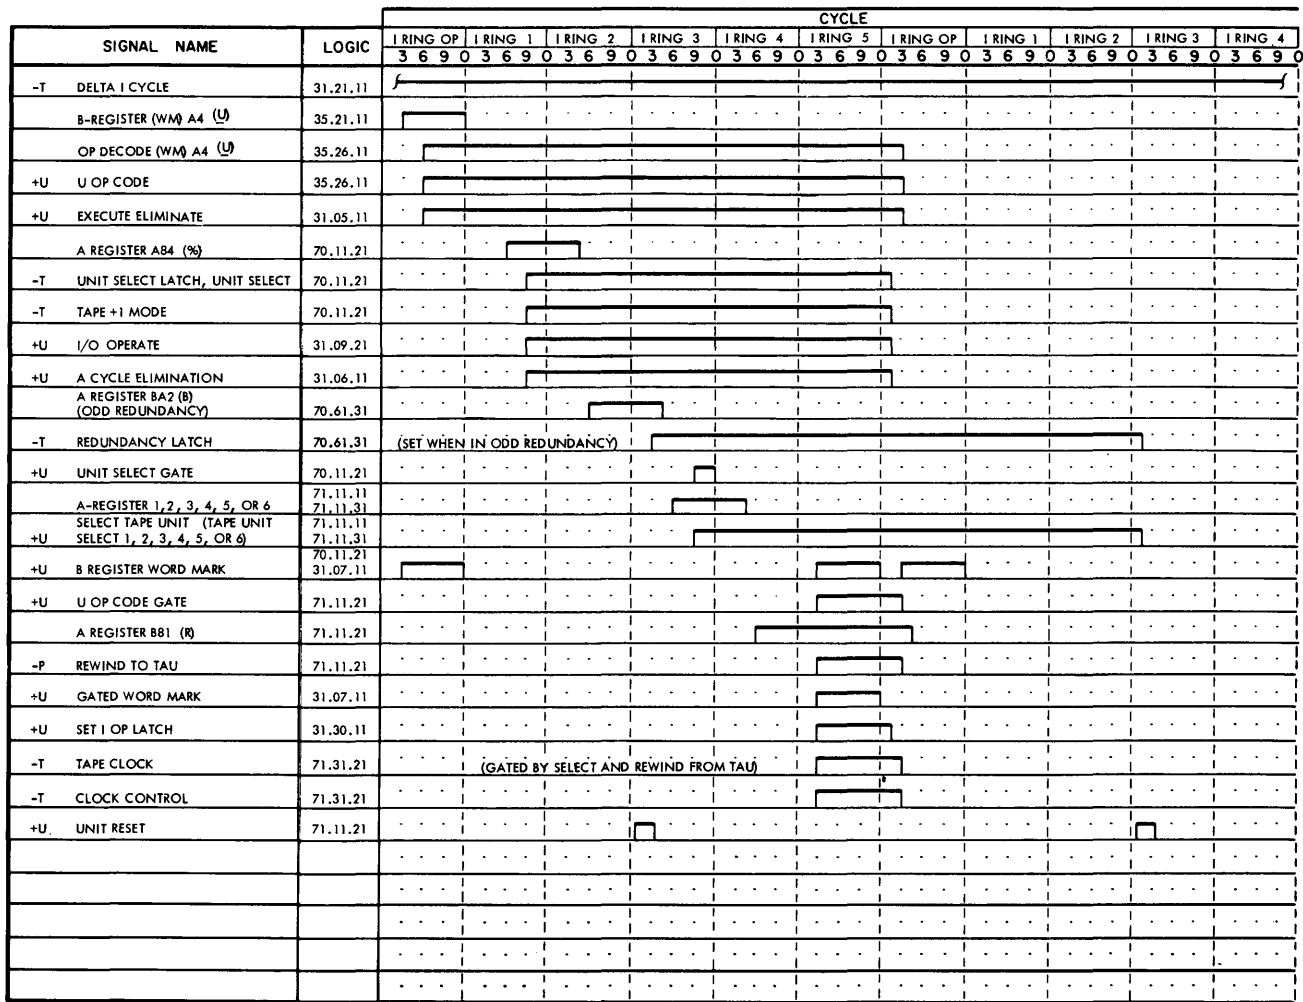 CYCLE
SIGNAL NAME LOGIC I RING OP I RING 1 I RING 2 I RING 3 I RING 4 I RING 5 I RING OP I RING 1 I RING 2 I RING 3 I RING 4
3 6 9 0 3 6 9 0 3 6 9 0 3 6 9 0 3 6 9 0 3 6 9 0 3 6 9 0 3 6 9 0 3 6 9 0 3 6 9 0 3 6 9 0
-T DELTA I CYCLE 31.21.11
B-REGISTER (WM) A4 (U) 35.21.11
OP DECODE (WM) A4 (U) 35.26.11
+U U OP CODE 35.26.11
+U EXECUTE ELIMINATE 31.05.11
A REGISTER A84 (%) 70.11.21
-T UNIT SELECT LATCH, UNIT SELECT 70.11.21
-T TAPE +1 MODE 70.11.21
+U I/O OPERATE 31.09.21
+U A CYCLE ELIMINATION 31.06.11
A REGISTER BA2 (B)
(ODD REDUNDANCY) 70.61.31
-T REDUNDANCY LATCH 70.61.31 (SET WHEN IN ODD REDUNDANCY)
+U UNIT SELECT GATE 70.11.21
71.11.11
A-REGISTER 1,2, 3, 4, 5, OR 6 71.11.31
SELECT TAPE UNIT (TAPE UNIT 71.11.11
+U SELECT 1, 2, 3, 4, 5, OR 6) 71.11.31
70.11.21
+U B REGISTER WORD MARK 31.07.11
+U U OP CODE GATE 71.11.21
A REGISTER B81 (R) 71.11.21
-P REWIND TO TAU 71.11.21
+U GATED WORD MARK 31.07.11
+U SET I OP LATCH 31.30.11
-T TAPE CLOCK 71.31.21 (GATED BY SELECT AND REWIND FROM TAU)
-T CLOCK CONTROL 71.31.21
+U UNIT RESET 71.11.21